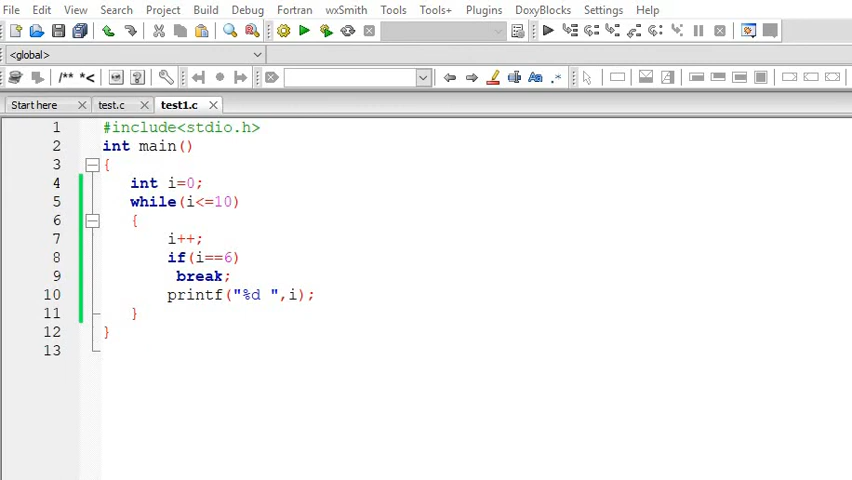 File Edit View Search Project Build Debug Fortran wxSmith Tools Tools+ Plugins DoxyBlocks Settings Help
<global>
/** *<
Aa .*
Start here test.c test1.c
1 #include<stdio.h>
2 int main()
3 {
4 int i=0;
5 while(i<=10)
6 {
7 i++;
8 if(i==6)
9 break;
10 printf("%d ",i);
11 }
12 }
13